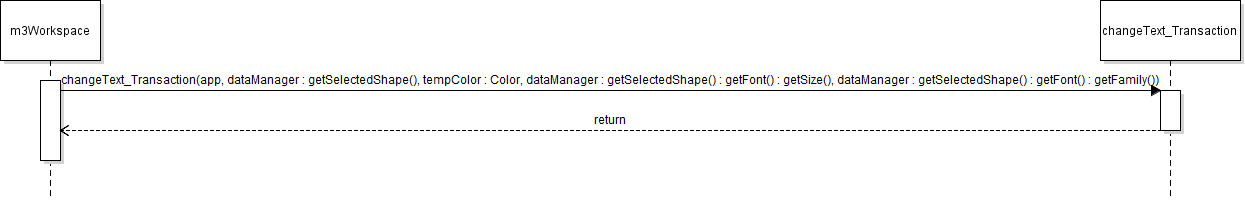 m3Workspace
changeText_Transaction
changeText_Transaction(app, dataManager : getSelectedShape(), tempColor : Color, dataManager : getSelectedShape() : getFont() : getSize(), dataManager : getSelectedShape() : getFont() : getFamily())
return